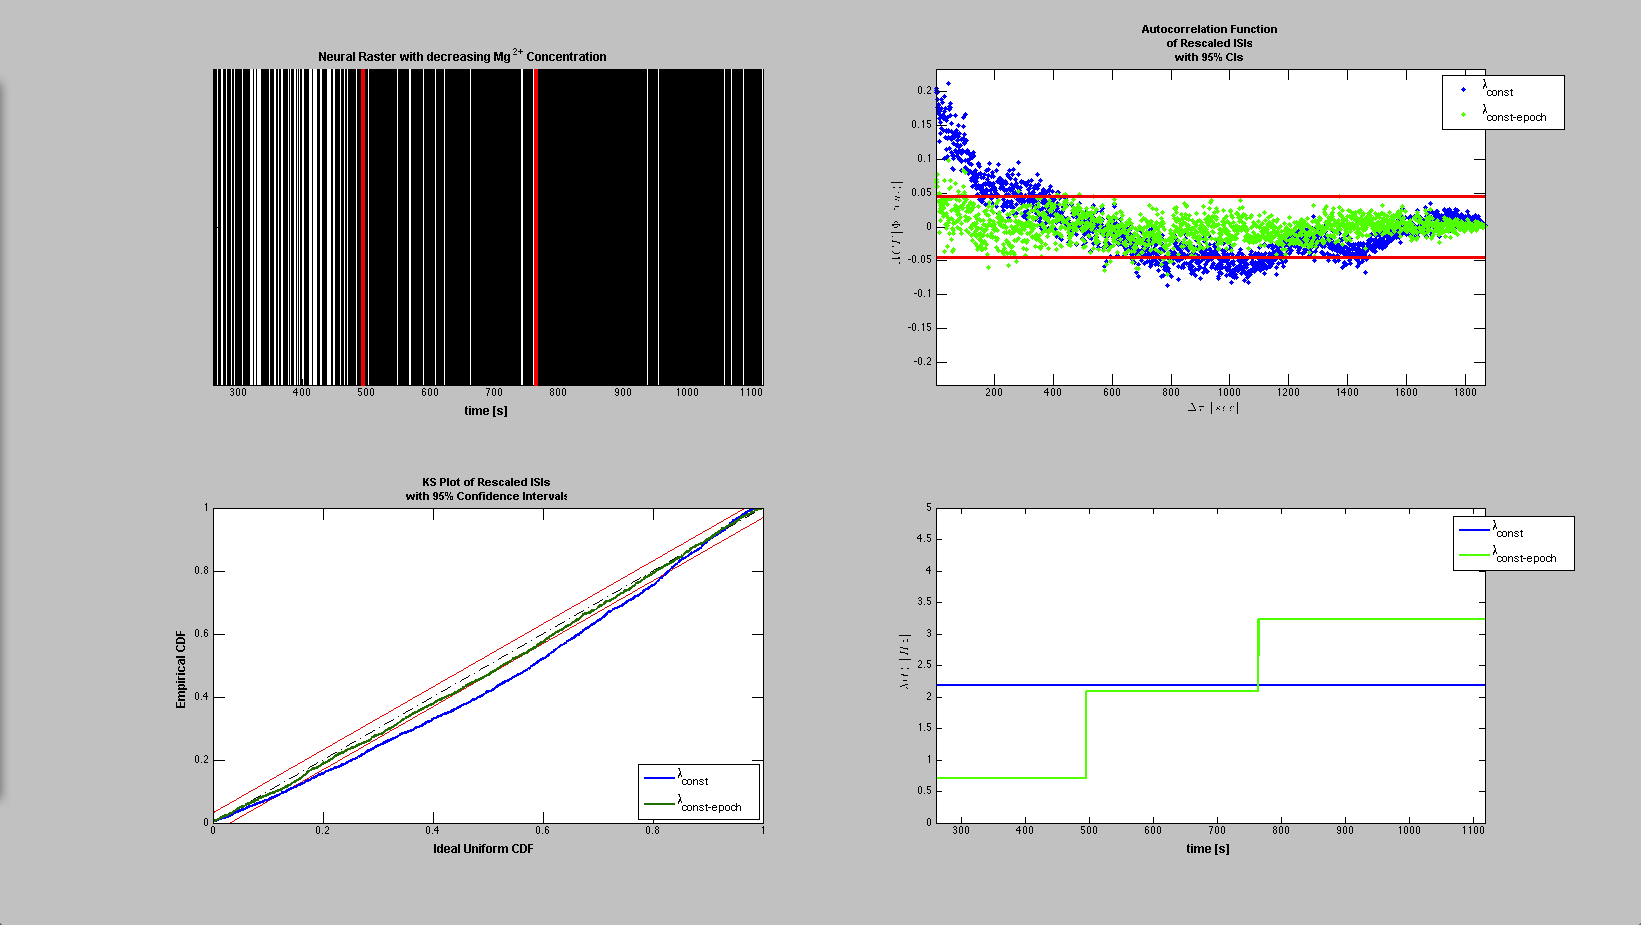 Neural Raster with decreasing Mg2+ Concentration
300 400 500 600 700 800 900 1000 1100
time [s]
Autocorrelation Function
of Rescaled ISIs
with 95% CIs
0.2
0.15
0.1
0.05
0
-0.05
-0.1
-0.15
-0.2
200 400 600 800 1000 1200 1400 1600 1800
Δτ [sec]
λconst
λconst-epoch
KS Plot of Rescaled ISIs
with 95% Confidence Intervals
1
0.8
0.6
0.4
0.2
0
0 0.2 0.4 0.6 0.8 1
Empirical CDF
Ideal Uniform CDF
λconst
λconst-epoch
5
4.5
4
3.5
3
2.5
2
1.5
1
0.5
0
300 400 500 600 700 800 900 1000 1100
λ(t) [Hz]
time [s]
λconst
λconst-epoch